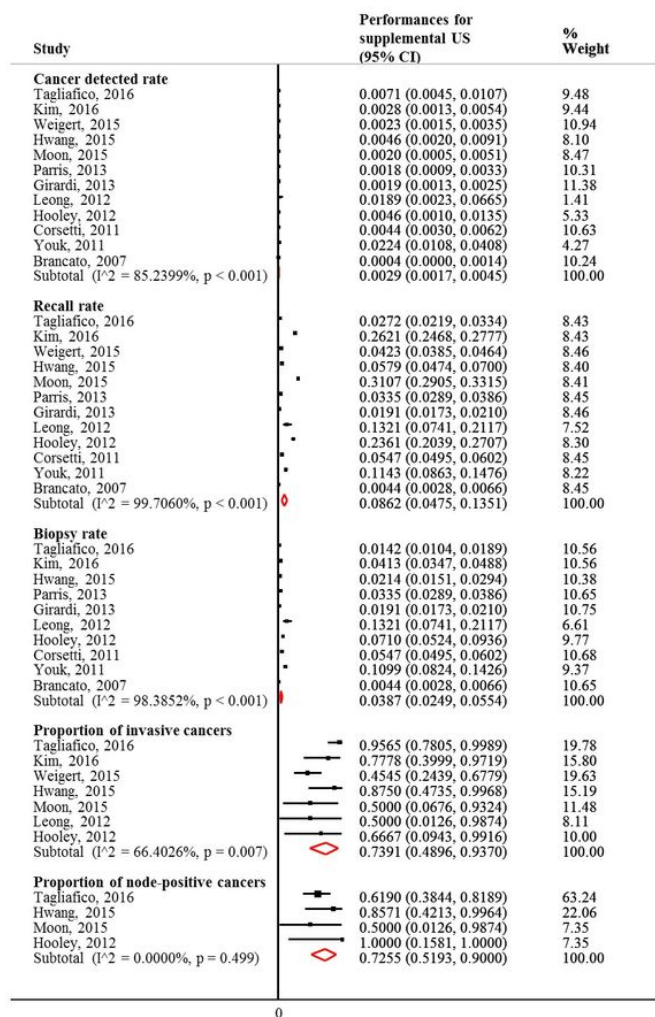 Study Performances for supplemental US (95% CI) % Weight
Cancer detected rate
Tagliafico, 2016 0.0071 (0.0045, 0.0107) 9.48
Kim, 2016 0.0028 (0.0013, 0.0054) 9.44
Weigert, 2015 0.0023 (0.0015, 0.0035) 10.94
Hwang, 2015 0.0046 (0.0020, 0.0091) 8.10
Moon, 2015 0.0020 (0.0005, 0.0051) 8.47
Parris, 2013 0.0018 (0.0009, 0.0033) 10.31
Girardi, 2013 0.0019 (0.0013, 0.0025) 11.38
Leong, 2012 0.0189 (0.0023, 0.0665) 1.41
Hooley, 2012 0.0046 (0.0010, 0.0135) 5.33
Corsetti, 2011 0.0044 (0.0030, 0.0062) 10.63
Youk, 2011 0.0224 (0.0108, 0.0408) 4.27
Brancato, 2007 0.0004 (0.0000, 0.0014) 10.24
Subtotal (I^2 = 85.2399%, p < 0.001) 0.0029 (0.0017, 0.0045) 100.00
Recall rate
Tagliafico, 2016 0.0272 (0.0219, 0.0334) 8.43
Kim, 2016 0.2621 (0.2468, 0.2777) 8.43
Weigert, 2015 0.0423 (0.0385, 0.0464) 8.46
Hwang, 2015 0.0579 (0.0474, 0.0700) 8.40
Moon, 2015 0.3107 (0.2905, 0.3315) 8.41
Parris, 2013 0.0335 (0.0289, 0.0386) 8.45
Girardi, 2013 0.0191 (0.0173, 0.0210) 8.46
Leong, 2012 0.1321 (0.0741, 0.2117) 7.52
Hooley, 2012 0.2361 (0.2039, 0.2707) 8.30
Corsetti, 2011 0.0547 (0.0495, 0.0602) 8.45
Youk, 2011 0.1143 (0.0863, 0.1476) 8.22
Brancato, 2007 0.0044 (0.0028, 0.0066) 8.45
Subtotal (I^2 = 99.7060%, p < 0.001) 0.0862 (0.0475, 0.1351) 100.00
Biopsy rate
Tagliafico, 2016 0.0142 (0.0104, 0.0189) 10.56
Kim, 2016 0.0413 (0.0347, 0.0488) 10.56
Hwang, 2015 0.0214 (0.0151, 0.0294) 10.38
Parris, 2013 0.0335 (0.0289, 0.0386) 10.65
Girardi, 2013 0.0191 (0.0173, 0.0210) 10.75
Leong, 2012 0.1321 (0.0741, 0.2117) 6.61
Hooley, 2012 0.0710 (0.0524, 0.0936) 9.77
Corsetti, 2011 0.0547 (0.0495, 0.0602) 10.68
Youk, 2011 0.1099 (0.0824, 0.1426) 9.37
Brancato, 2007 0.0044 (0.0028, 0.0066) 10.65
Subtotal (I^2 = 98.3852%, p < 0.001) 0.0387 (0.0249, 0.0554) 100.00
Proportion of invasive cancers
Tagliafico, 2016 0.9565 (0.7805, 0.9989) 19.78
Kim, 2016 0.7778 (0.3999, 0.9719) 15.80
Weigert, 2015 0.4545 (0.2439, 0.6779) 19.63
Hwang, 2015 0.8750 (0.4735, 0.9968) 15.19
Moon, 2015 0.5000 (0.0676, 0.9324) 11.48
Leong, 2012 0.5000 (0.0126, 0.9874) 8.11
Hooley, 2012 0.6667 (0.0943, 0.9916) 10.00
Subtotal (I^2 = 66.4026%, p = 0.007) 0.7391 (0.4896, 0.9370) 100.00
Proportion of node-positive cancers
Tagliafico, 2016 0.6190 (0.3844, 0.8189) 63.24
Hwang, 2015 0.8571 (0.4213, 0.9964) 22.06
Moon, 2015 0.5000 (0.0126, 0.9874) 7.35
Hooley, 2012 1.0000 (0.1581, 1.0000) 7.35
Subtotal (I^2 = 0.0000%, p = 0.499) 0.7255 (0.5193, 0.9000) 100.00
0